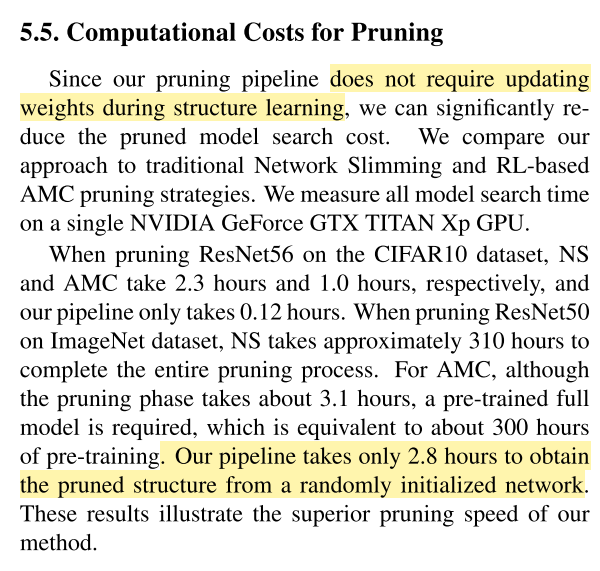 5.5. Computational Costs for Pruning
Since our pruning pipeline does not require updating
weights during structure learning, we can significantly re-
duce the pruned model search cost. We compare our
approach to traditional Network Slimming and RL-based
AMC pruning strategies. We measure all model search time
on a single NVIDIA GeForce GTX TITAN Xp GPU.
When pruning ResNet56 on the CIFAR10 dataset, NS
and AMC take 2.3 hours and 1.0 hours, respectively, and
our pipeline only takes 0.12 hours. When pruning ResNet50
on ImageNet dataset, NS takes approximately 310 hours to
complete the entire pruning process. For AMC, although
the pruning phase takes about 3.1 hours, a pre-trained full
model is required, which is equivalent to about 300 hours
of pre-training. Our pipeline takes only 2.8 hours to obtain
the pruned structure from a randomly initialized network.
These results illustrate the superior pruning speed of our
method.